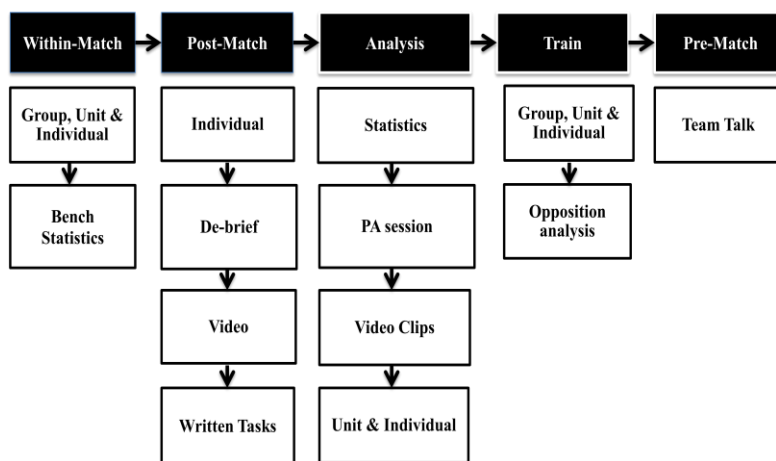 Within-Match
Post-Match
Analysis
Train
Pre-Match
Group, Unit &
Individual
Individual
Statistics
Group, Unit &
Individual
Team Talk
Bench
Statistics
De-brief
PA session
Opposition
analysis
Video
Video Clips
Written Tasks
Unit & Individual